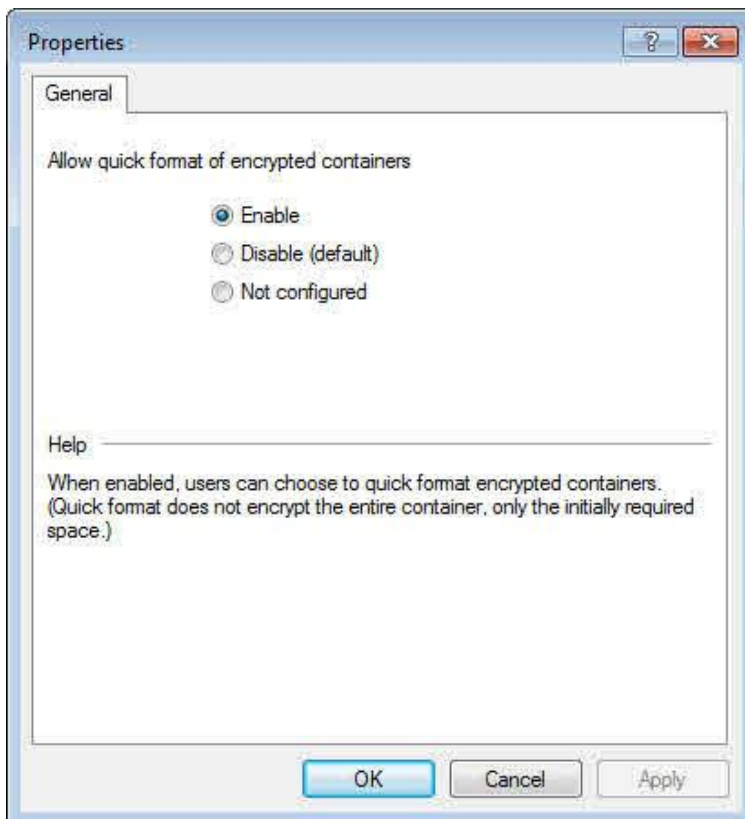 Properties
?
General
Allow quick format of encrypted containers
Enable
Disable (default)
Not configured
Help
When enabled, users can choose to quick format encrypted containers.
(Quick format does not encrypt the entire container, only the initially required
space.)
OK Cancel Apply